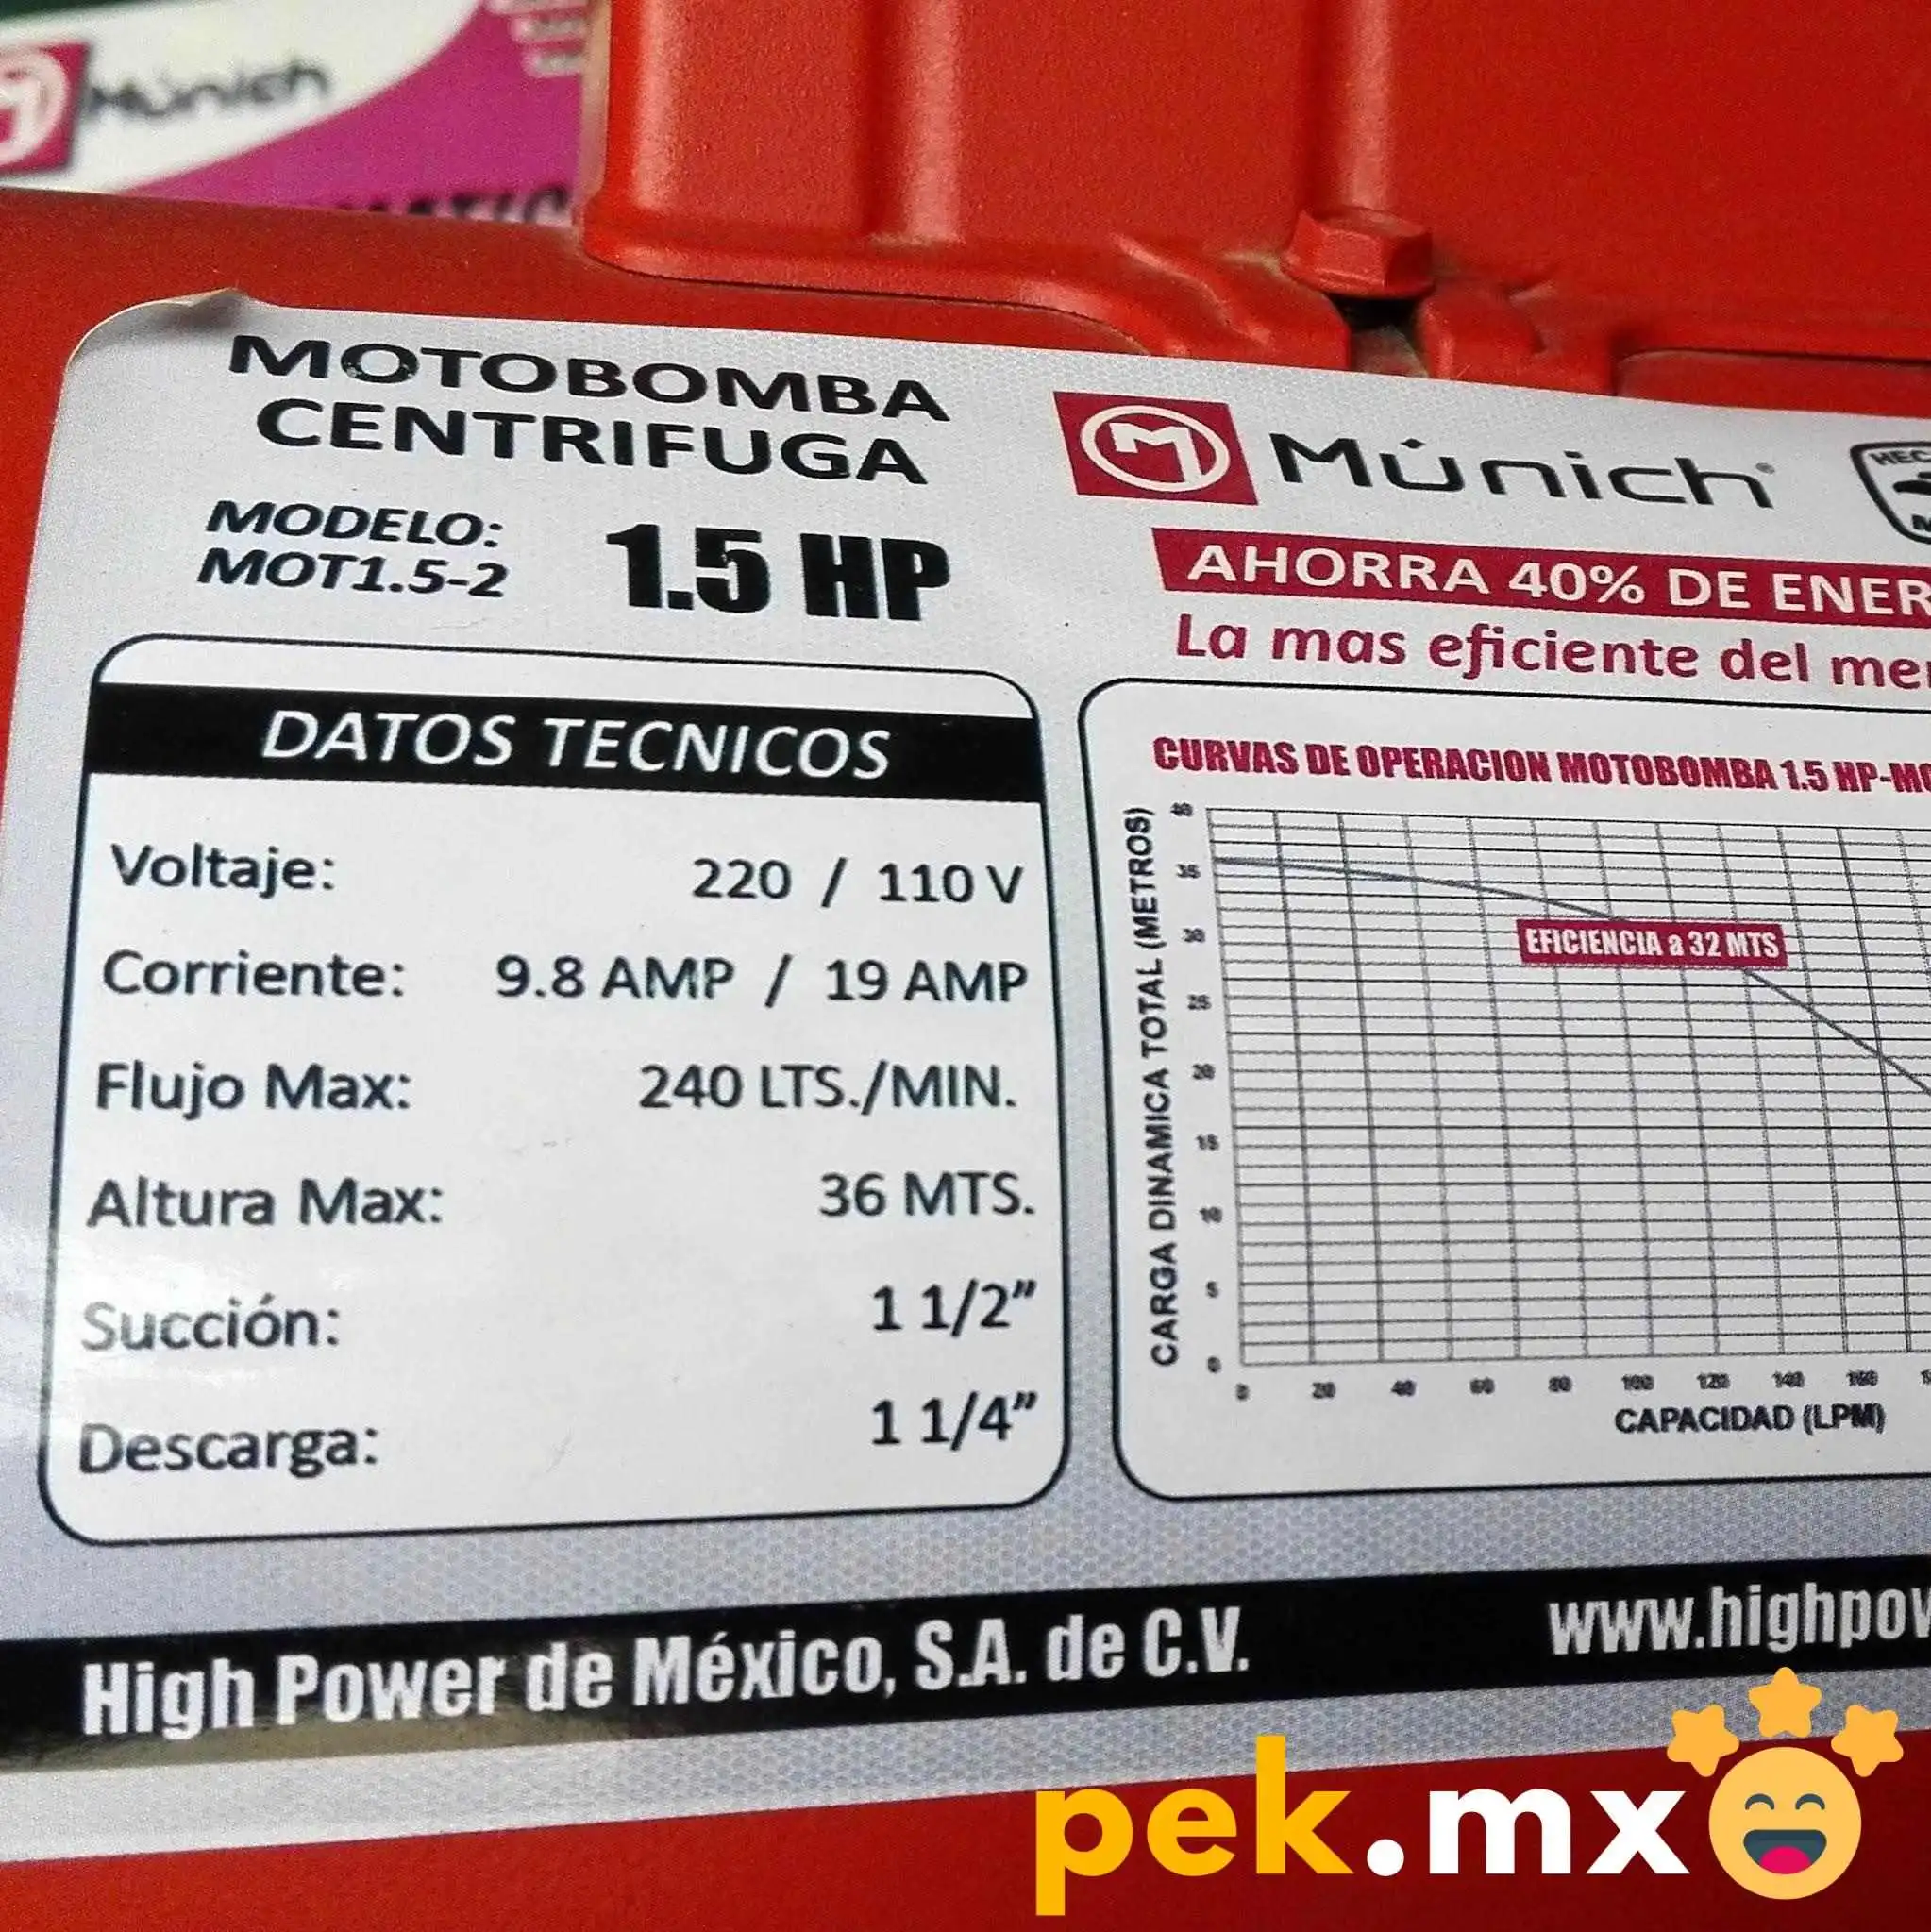 Múnich
MOTOBOMBA
CENTRIFUGA
MODELO:
MOT1.5-2
1.5 HP
Múnich
AHORRA 40% DE
La mas eficiente del
DATOS TECNICOS
Voltaje: 220 / 110 V
Corriente: 9.8 AMP / 19 AMP
Flujo Max: 240 LTS./MIN.
Altura Max: 36 MTS.
Succión: 1 1/2”
Descarga: 1 1/4”
CURVAS DE OPERACION MOTOBOMBA 1.5 HP
CARGA DINAMICA TOTAL (METROS)
40
35
30
25
20
15
10
5
0
EFICIENCIA a 32 MTS
0 20 40 60 80 100 120 140 160
CAPACIDAD (LPM)
High Power de México, S.A. de C.V.
pek.mx